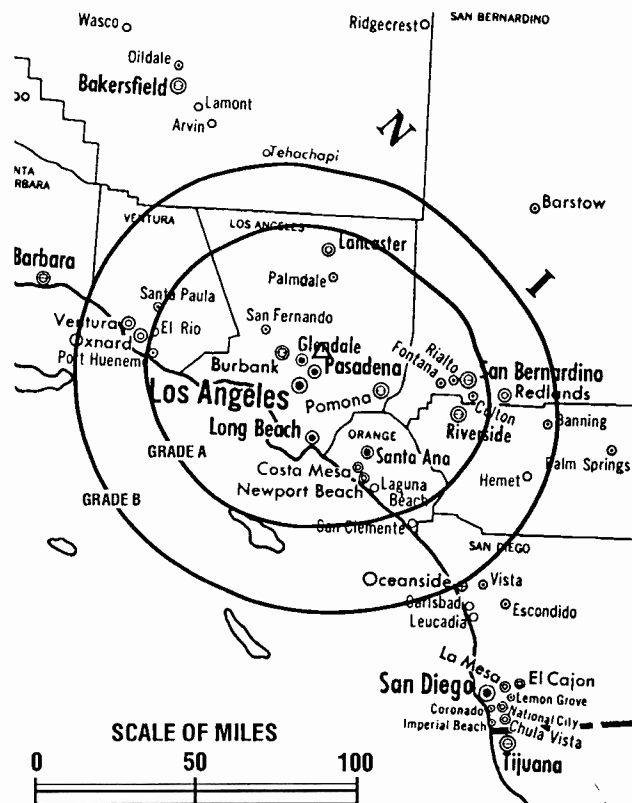 Wasco
Ridgecrest
SAN BERNARDINO
Oildale
Bakersfield
Lamont
Arvin
N
Tehachapi
NTA
RBARA
VENTURA
LOS ANGELES
Barstow
Lancaster
I
Barbara
Palmdale
Santa Paula
San Fernando
Ventura
El Rio
Oxnard
Port Huenem
Glendale
Burbank
Pasadena
Fontana
Rialto
San Bernardino
Los Angeles
Pomona
Redlands
Colton
Riverside
Banning
Long Beach
ORANGE
GRADE A
Santa Ana
Palm Springs
Costa Mesa
Hemet
Newport Beach
Laguna
Beach
GRADE B
San Clemente
SAN DIEGO
Oceanside
Vista
Carlsbad
Escondido
Leucadia
La Mesa
El Cajon
San Diego
Lemon Grove
Coronado
National City
Imperial Beach
Chula Vista
Tijuana
SCALE OF MILES
0 50 100